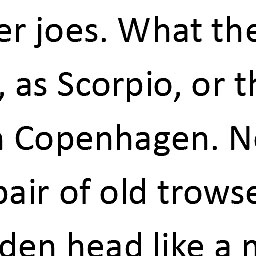 er joes. What the
, as Scorpio, or th
Copenhagen. N
pair of old trowse
den head like a